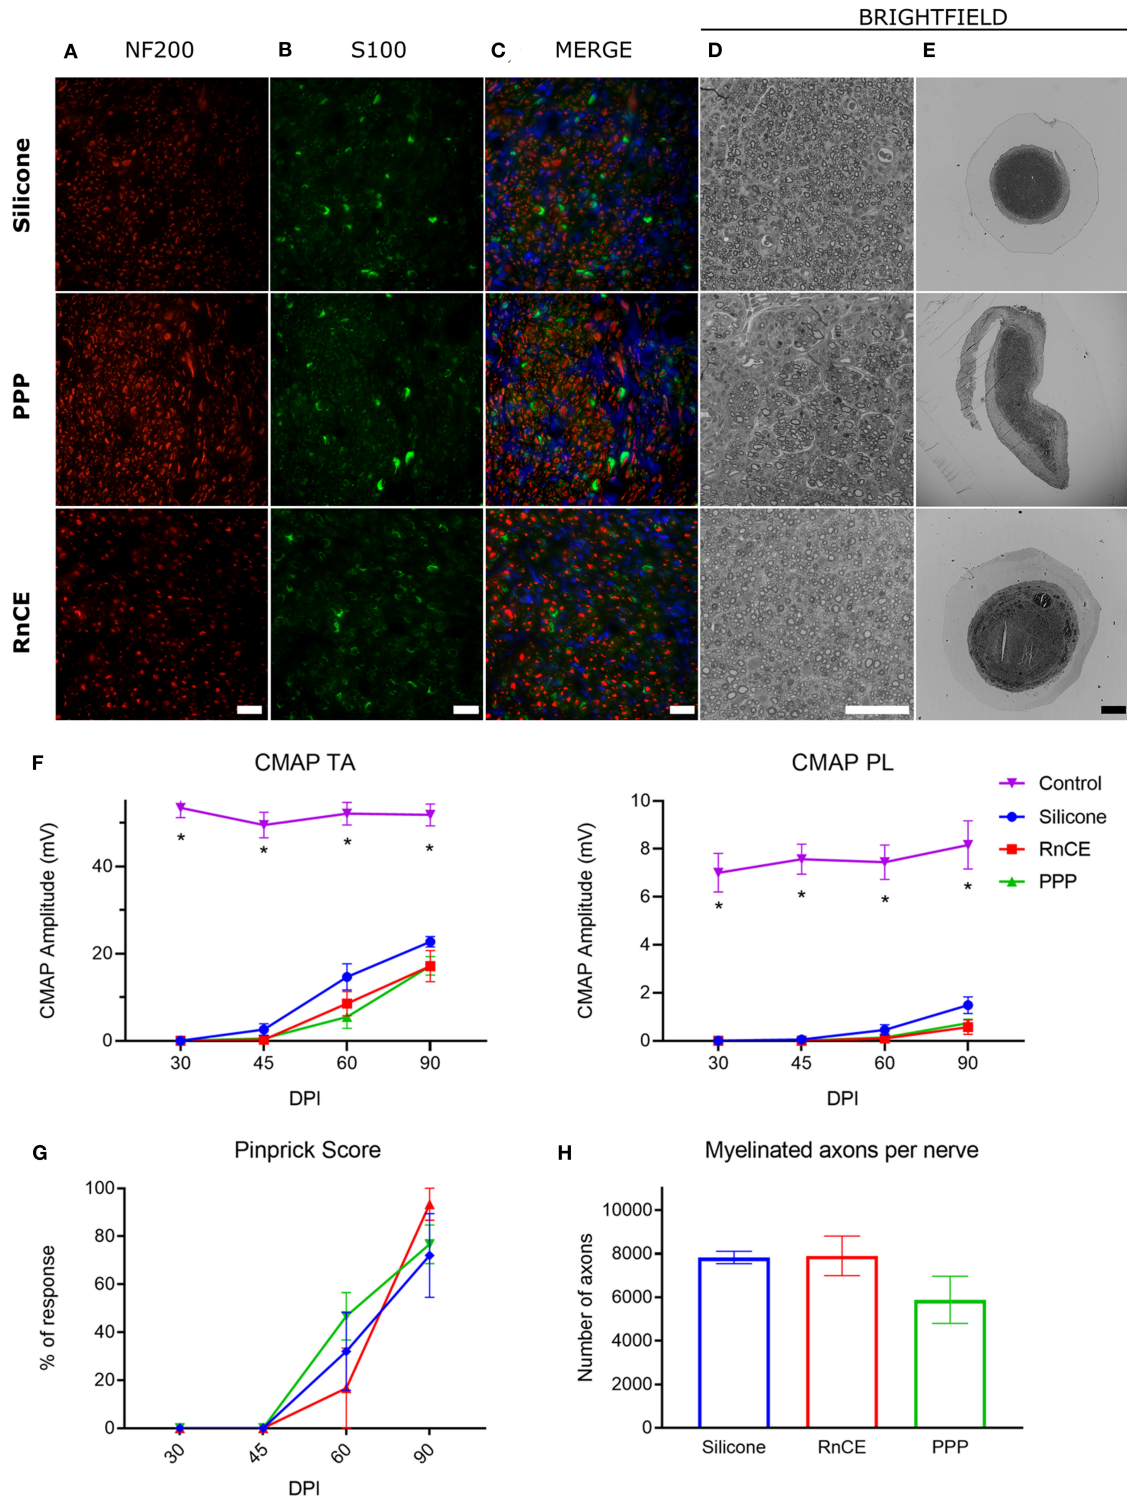 BRIGHTFIELD
A NF200 B S100 C MERGE D E
Silicone
PPP
RnCE
F
CMAP TA
CMAP Amplitude (mV)
40
20
0
* * * *
30 45 60 90
DPI
CMAP PL
CMAP Amplitude (mV)
10
8
6
4
2
0
* * * *
30 45 60 90
DPI
Control
Silicone
RnCE
PPP
G
Pinprick Score
% of response
100
80
60
40
20
0
30 45 60 90
DPI
H
Myelinated axons per nerve
Number of axons
10000
8000
6000
4000
2000
0
Silicone RnCE PPP